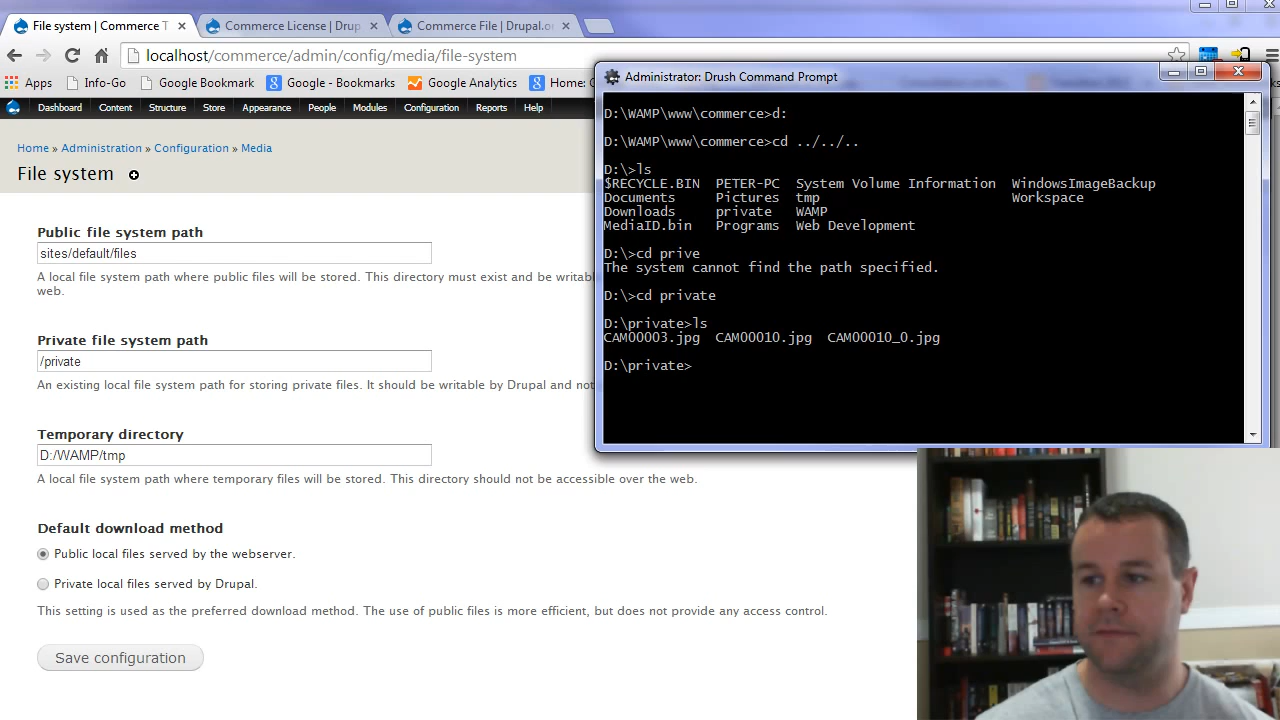 File system | Commerce T
Commerce License | Drup
Commerce File | Drupal.or
localhost/commerce/admin/config/media/file-system
Apps
Info-Go
Google Bookmark
Google - Bookmarks
Google Analytics
Home: G
Dashboard Content Structure Store Appearance People Modules Configuration Reports Help
Home » Administration » Configuration » Media
File system
Public file system path
sites/default/files
A local file system path where public files will be stored. This directory must exist and be writable
web.
Private file system path
/private
An existing local file system path for storing private files. It should be writable by Drupal and not
Temporary directory
D:/WAMP/tmp
A local file system path where temporary files will be stored. This directory should not be accessible over the web.
Default download method
Public local files served by the webserver.
Private local files served by Drupal.
This setting is used as the preferred download method. The use of public files is more efficient, but does not provide any access control.
Save configuration
Administrator: Drush Command Prompt
D:\WAMP\www\commerce>d:
D:\WAMP\www\commerce>cd ../../..
D:\>ls
$RECYCLE.BIN PETER-PC System Volume Information WindowsImageBackup
Documents Pictures tmp Workspace
Downloads private WAMP
MediaID.bin Programs Web Development
D:\>cd prive
The system cannot find the path specified.
D:\>cd private
D:\private>ls
CAM00003.jpg CAM00010.jpg CAM00010_0.jpg
D:\private>